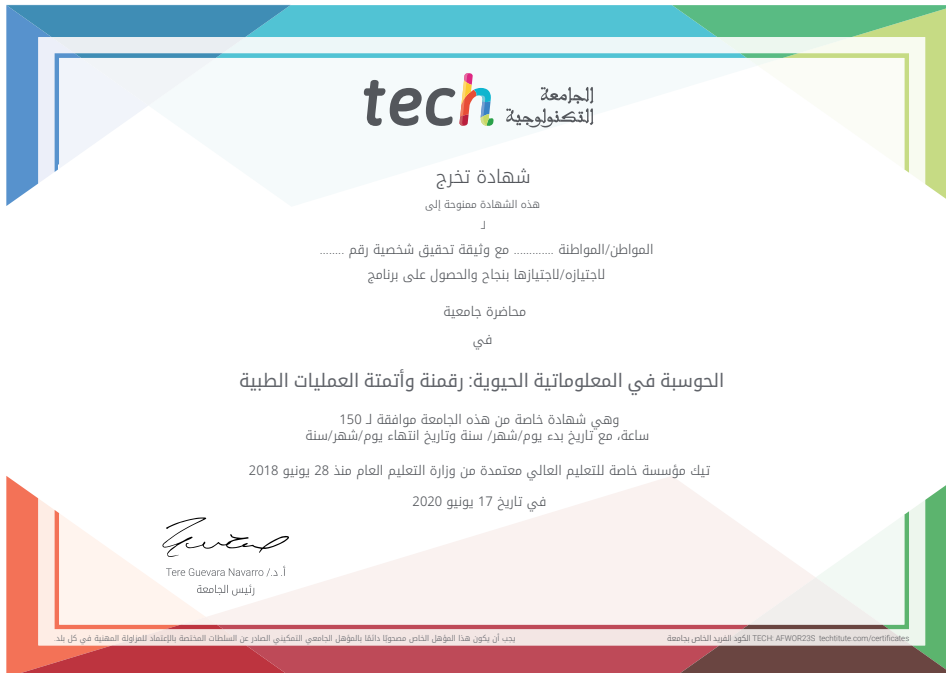 tech الجامعة
التكنولوجية
شهادة تخرج
هذه الشهادة ممنوحة إلى
لـ
المواطن/المواطنة ............ مع وثيقة تحقيق شخصية رقم ........
لاجتيازه/لاجتيازها بنجاح والحصول على برنامج
محاضرة جامعية
في
الحوسبة في المعلوماتية الحيوية: رقمنة وأتمتة العمليات الطبية
وهي شهادة خاصة من هذه الجامعة موافقة لـ 150
ساعة، مع تاريخ بدء يوم/شهر/ سنة وتاريخ انتهاء يوم/شهر/سنة
تيك مؤسسة خاصة للتعليم العالي معتمدة من وزارة التعليم العام منذ 28 يونيو 2018
في تاريخ 17 يونيو 2020
أ. د./ Tere Guevara Navarro
رئيس الجامعة
الكود الفريد الخاص بجامعة TECH: AFWOR23S techtitute.com/certificates
يجب أن يكون هذا المؤهل الخاص مصحوبًا دائمًا بالمؤهل الجامعي التمكيني الصادر عن السلطات المختصة بالإعتماد للمزاولة المهنية في كل بلد.